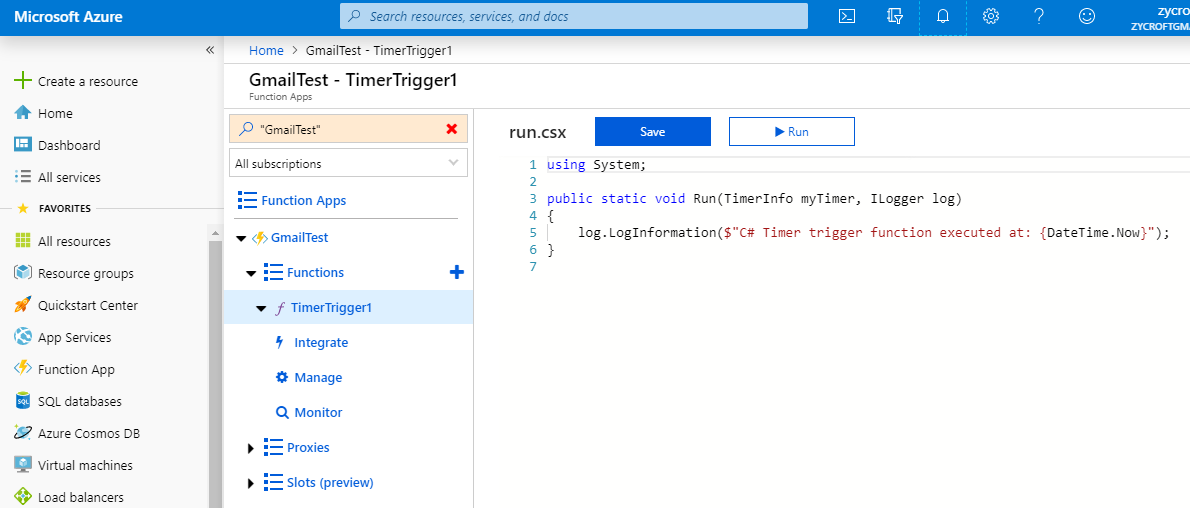 Microsoft Azure
Search resources, services, and docs
zycro
ZYCROFTGMA
Create a resource
Home
Dashboard
All services
FAVORITES
All resources
Resource groups
Quickstart Center
App Services
Function App
SQL databases
Azure Cosmos DB
Virtual machines
Load balancers
Home > GmailTest - TimerTrigger1
GmailTest - TimerTrigger1
Function Apps
"GmailTest"
All subscriptions
Function Apps
GmailTest
Functions
TimerTrigger1
Integrate
Manage
Monitor
Proxies
Slots (preview)
run.csx
Save
Run
1 using System;
2
3 public static void Run(TimerInfo myTimer, ILogger log)
4 {
5 log.LogInformation($"C# Timer trigger function executed at: {DateTime.Now}");
6 }
7